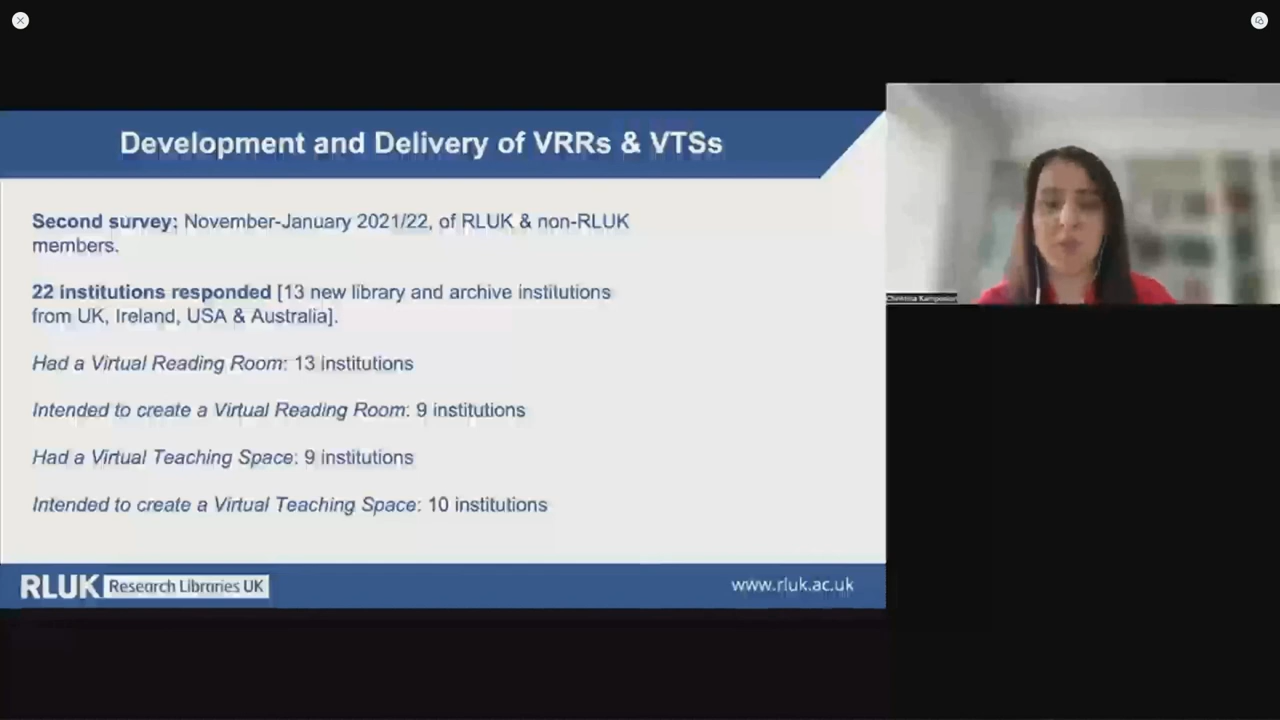 Development and Delivery of VRRs & VTSs
Second survey: November-January 2021/22, of RLUK & non-RLUK
members.
22 institutions responded [13 new library and archive institutions
from UK, Ireland, USA & Australia].
Had a Virtual Reading Room: 13 institutions
Intended to create a Virtual Reading Room: 9 institutions
Had a Virtual Teaching Space: 9 institutions
Intended to create a Virtual Teaching Space: 10 institutions
RLUK Research Libraries UK
www.rluk.ac.uk